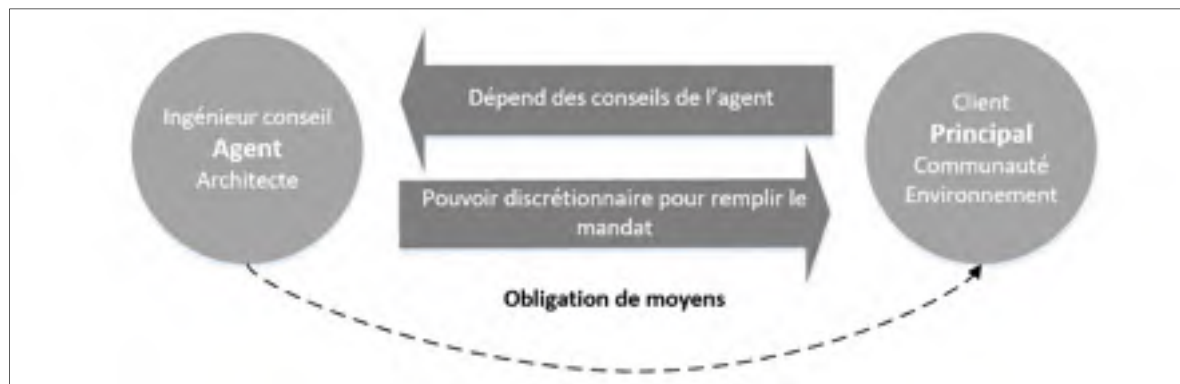 Ingénieur conseil
Agent
Architecte
Dépend des conseils de l'agent
Pouvoir discrétionnaire pour remplir le
mandat
Obligation de moyens
Client
Principal
Communauté
Environnement